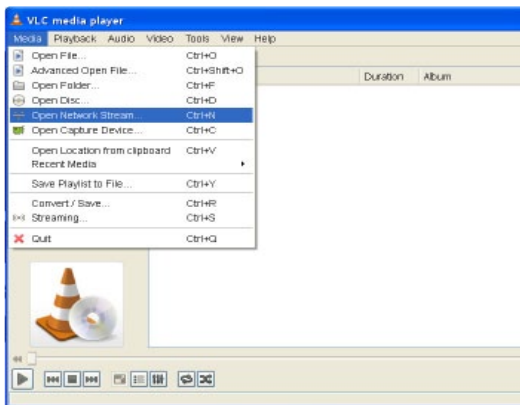 VLC media player
Media Playback Audio Video Tools View Help
Open File... Ctrl+O
Advanced Open File... Ctrl+Shift+O
Open Folder... Ctrl+F
Open Disc... Ctrl+D
Open Network Stream... Ctrl+N
Open Capture Device... Ctrl+C
Open Location from clipboard Ctrl+V
Recent Media
Save Playlist to File... Ctrl+Y
Convert / Save... Ctrl+R
Streaming... Ctrl+S
Quit Ctrl+Q
Duration Album